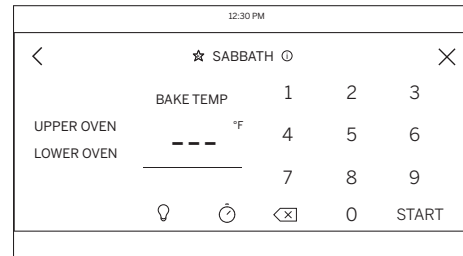 12:30 PM
SABBATH
BAKE TEMP
1 2 3
UPPER OVEN
LOWER OVEN
--- °F
4 5 6
7 8 9
0 START